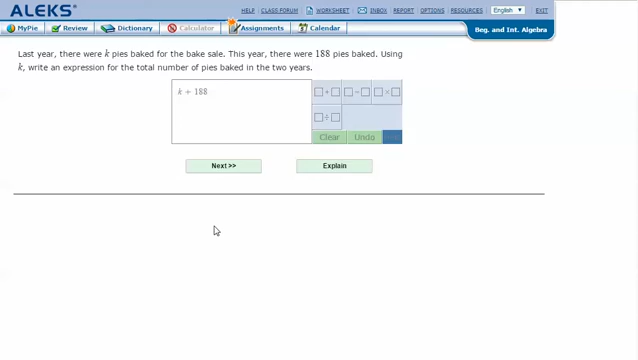 ALEKS
HELP CLASS FORUM WORKSHEET INBOX REPORT OPTIONS RESOURCES English EXIT
MyPie Review Dictionary Calculator Assignments Calendar
Beg. and Int. Algebra
Last year, there were k pies baked for the bake sale. This year, there were 188 pies baked. Using
k, write an expression for the total number of pies baked in the two years.
k + 188
Clear Undo
Next >> Explain